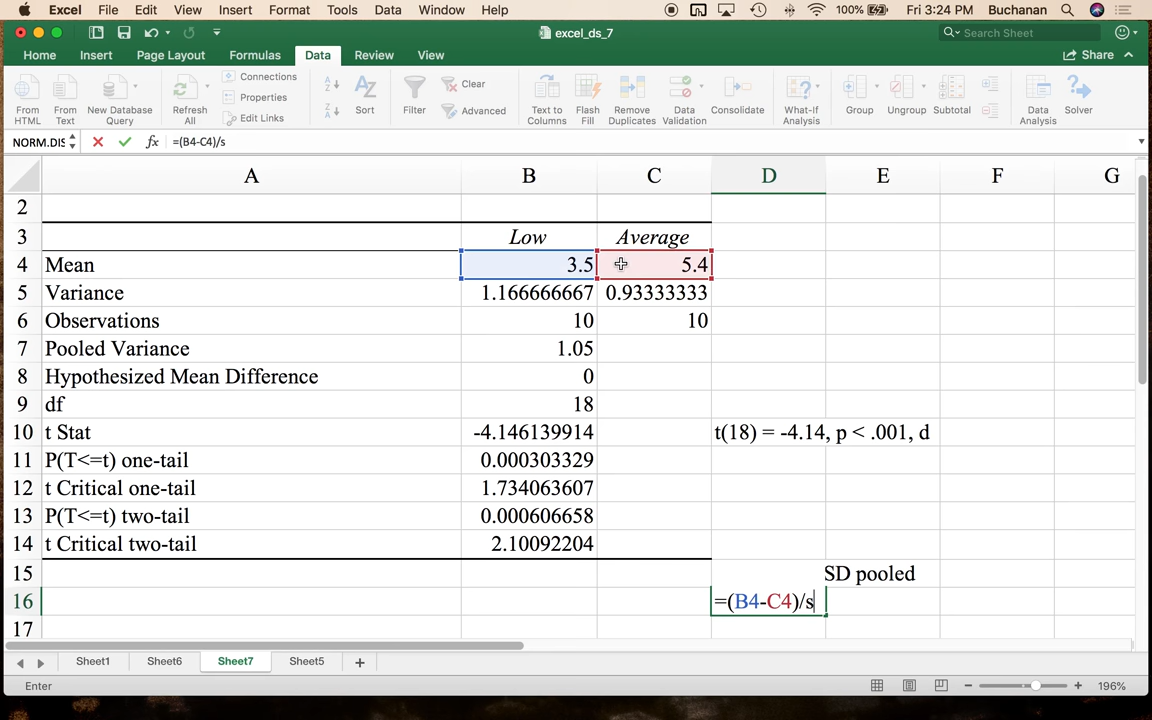 Excel File Edit View Insert Format Tools Data Window Help 100% Fri 3:24 PM Buchanan
excel_ds_7 Search Sheet
Home Insert Page Layout Formulas Data Review View Share
From HTML From Text New Database Query Refresh All Connections Properties Edit Links Sort Filter Clear Advanced Text to Columns Flash Fill Remove Duplicates Data Validation Consolidate What-If Analysis Group Ungroup Subtotal Data Analysis Solver
NORM.DIS fx =(B4-C4)/s
A B C D E F G
2
3 Low Average
4 Mean 3.5 5.4
5 Variance 1.166666667 0.93333333
6 Observations 10 10
7 Pooled Variance 1.05
8 Hypothesized Mean Difference 0
9 df 18
10 t Stat -4.146139914 t(18) = -4.14, p < .001, d
11 P(T<=t) one-tail 0.000303329
12 t Critical one-tail 1.734063607
13 P(T<=t) two-tail 0.000606658
14 t Critical two-tail 2.10092204
15 SD pooled
16 =(B4-C4)/s
17
Sheet1 Sheet6 Sheet7 Sheet5 +
Enter 196%